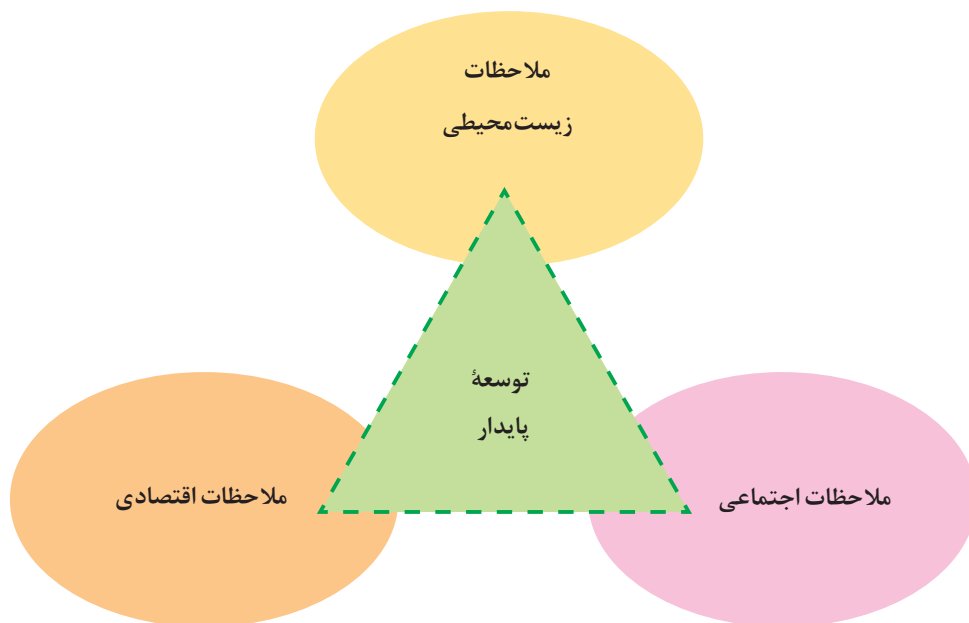 ملاحظات
زیست‌محیطی
توسعهٔ
پایدار
ملاحظات اجتماعی
ملاحظات اقتصادی